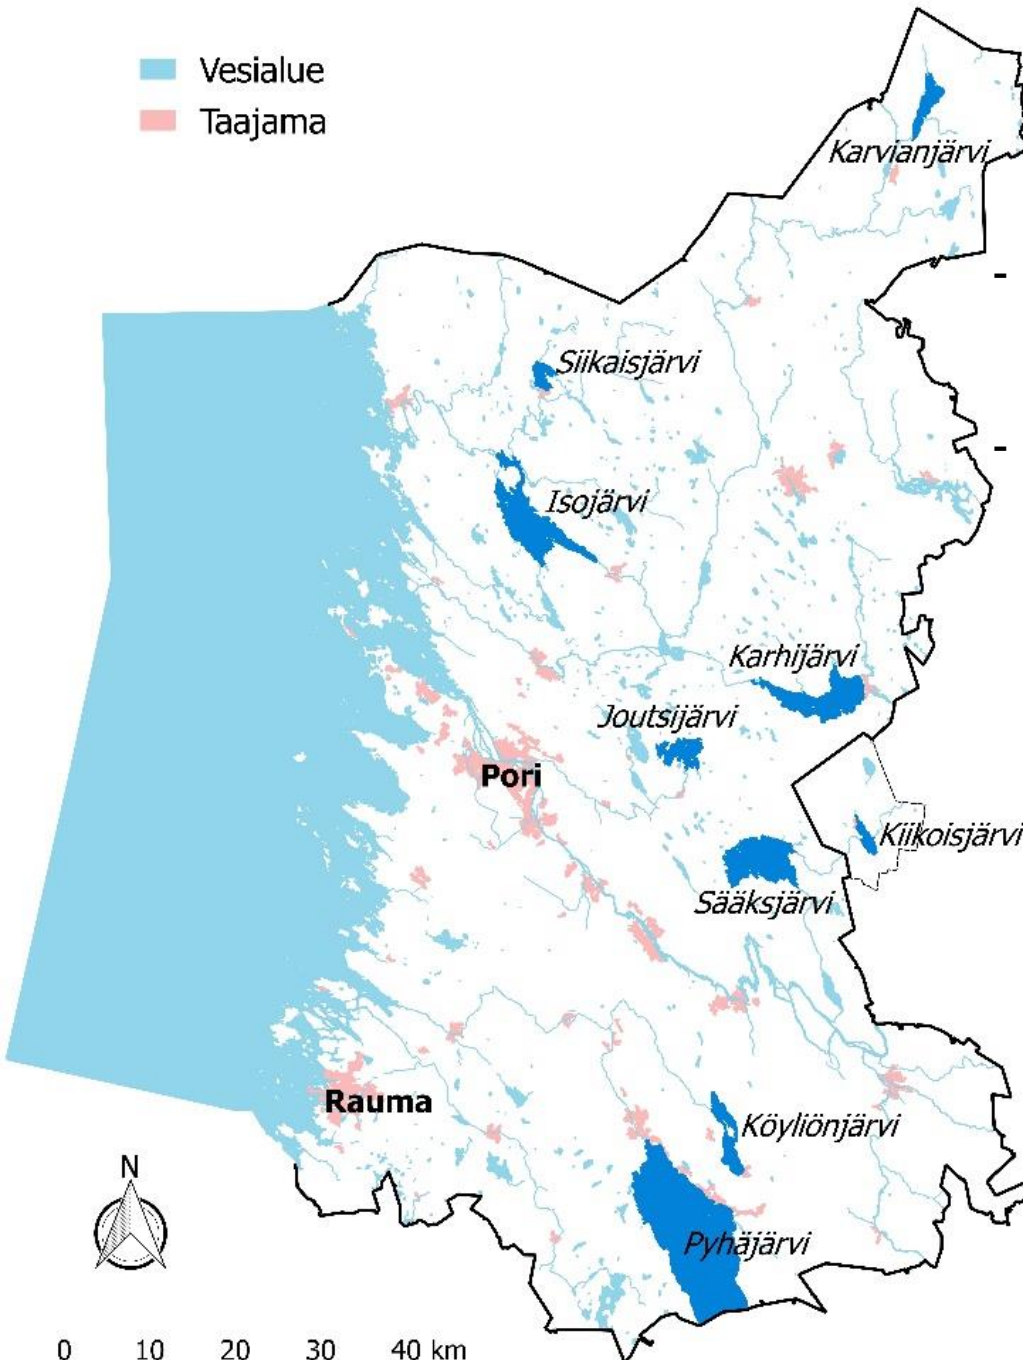 Vesialue
Taajama
Karvianjärvi
Siikaisjärvi
Isojärvi
Karhijärvi
Joutsijärvi
Pori
Kiikoisjärvi
Sääksjärvi
Rauma
Köyliönjärvi
N
Pyhäjärvi
0 10 20 30 40 km